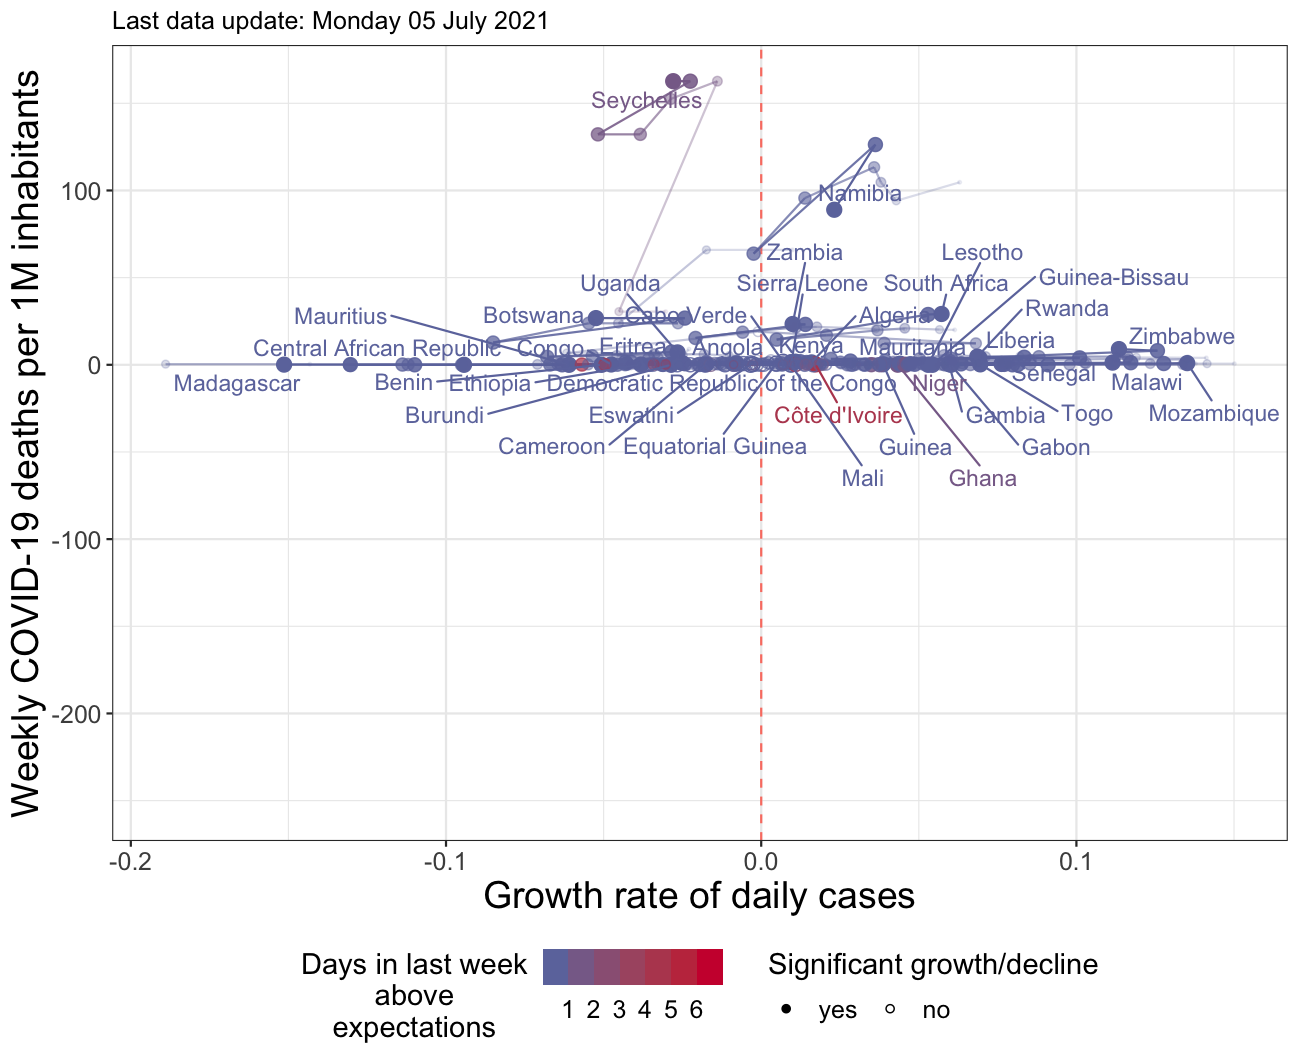 Last data update: Monday 05 July 2021
Weekly COVID-19 deaths per 1M inhabitants
100
0
-100
-200
Seychelles
Namibia
Zambia
Lesotho
Uganda
Sierra Leone
South Africa
Guinea-Bissau
Mauritius
Botswana
Cabo Verde
Algeria
Rwanda
Central African Republic
Congo
Eritrea
Angola
Kenya
Mauritania
Liberia
Zimbabwe
Madagascar
Benin
Ethiopia
Democratic Republic of the Congo
Niger
Senegal
Malawi
Burundi
Eswatini
Côte d'Ivoire
Gambia
Togo
Mozambique
Cameroon
Equatorial Guinea
Guinea
Gabon
Mali
Ghana
-0.2
-0.1
0.0
0.1
Growth rate of daily cases
Days in last week
above
expectations
1 2 3 4 5 6
Significant growth/decline
yes
no